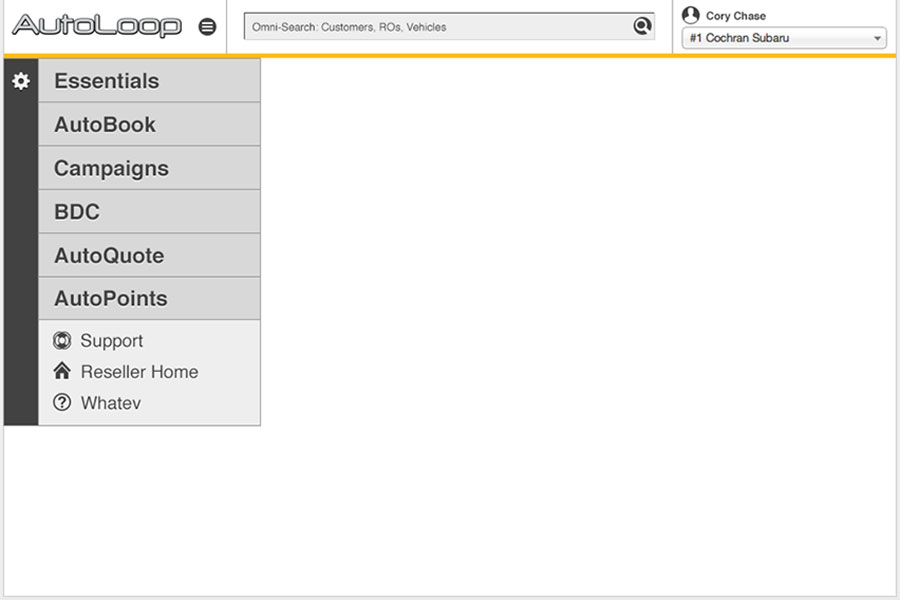 AutoLoop
Omni-Search: Customers, ROs, Vehicles
Cory Chase
#1 Cochran Subaru
Essentials
AutoBook
Campaigns
BDC
AutoQuote
AutoPoints
Support
Reseller Home
Whatev